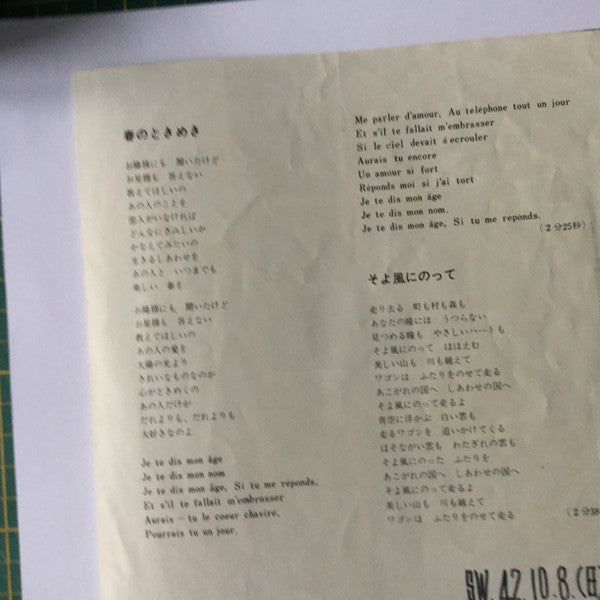 春のときめき
お陽様にも 聞いたけど
お星様も 答えない
教えてほしいの
あの人のことを
恋人がいなければ
どんなにさみしいか
かなえてみたいの
生きるしあわせを
あの人と いつまでも
楽しい 春を
お陽様にも 聞いたけど
お星様も 答えない
教えてほしいの
あの人の愛を
太陽の光より
きれいなものなのか
心がときめくの
あの人だけが
だれよりも、だれよりも
大好きなのよ
Je te dis mon âge
Je te dis mon nom
Je te dis mon âge, Si tu me réponds,
Et s'il te fallait m'embrasser
Aurais—tu le coeur chavire,
Pourrais tu un jour.
Me parler d'amour, Au téléphone tout un jour
Et s'il te fallait m'embrasser
Si le ciel devait s'ecrouler
Aurais tu encore
Un amour si fort
Réponds moi si j'ai tort
Je te dis mon âge
Je te dis mon nom.
Je te dis mon âge, Si tu me reponds.
(2分25秒)
そよ風にのって
走り去る 町も村も森も
あなたの瞳には うつらない
見つめる瞳も やさしいハートも
そよ風にのって ほほえむ
美しい山も 川も越えて
ワゴンは ふたりをのせて走る
あこがれの国へ しあわせの国へ
そよ風にのって走るよ
青空に浮かぶ 白い雲も
走るワゴンを 追いかけてくる
ほそながい雲も わたぎれの雲も
そよ風にのった ふたりを
あこがれの国へ しあわせの国へ
そよ風にのって走るよ
美しい山も 川も越えて
ワゴンは ふたりをのせて走る
(2分38
SW. 42.10.8.(日)